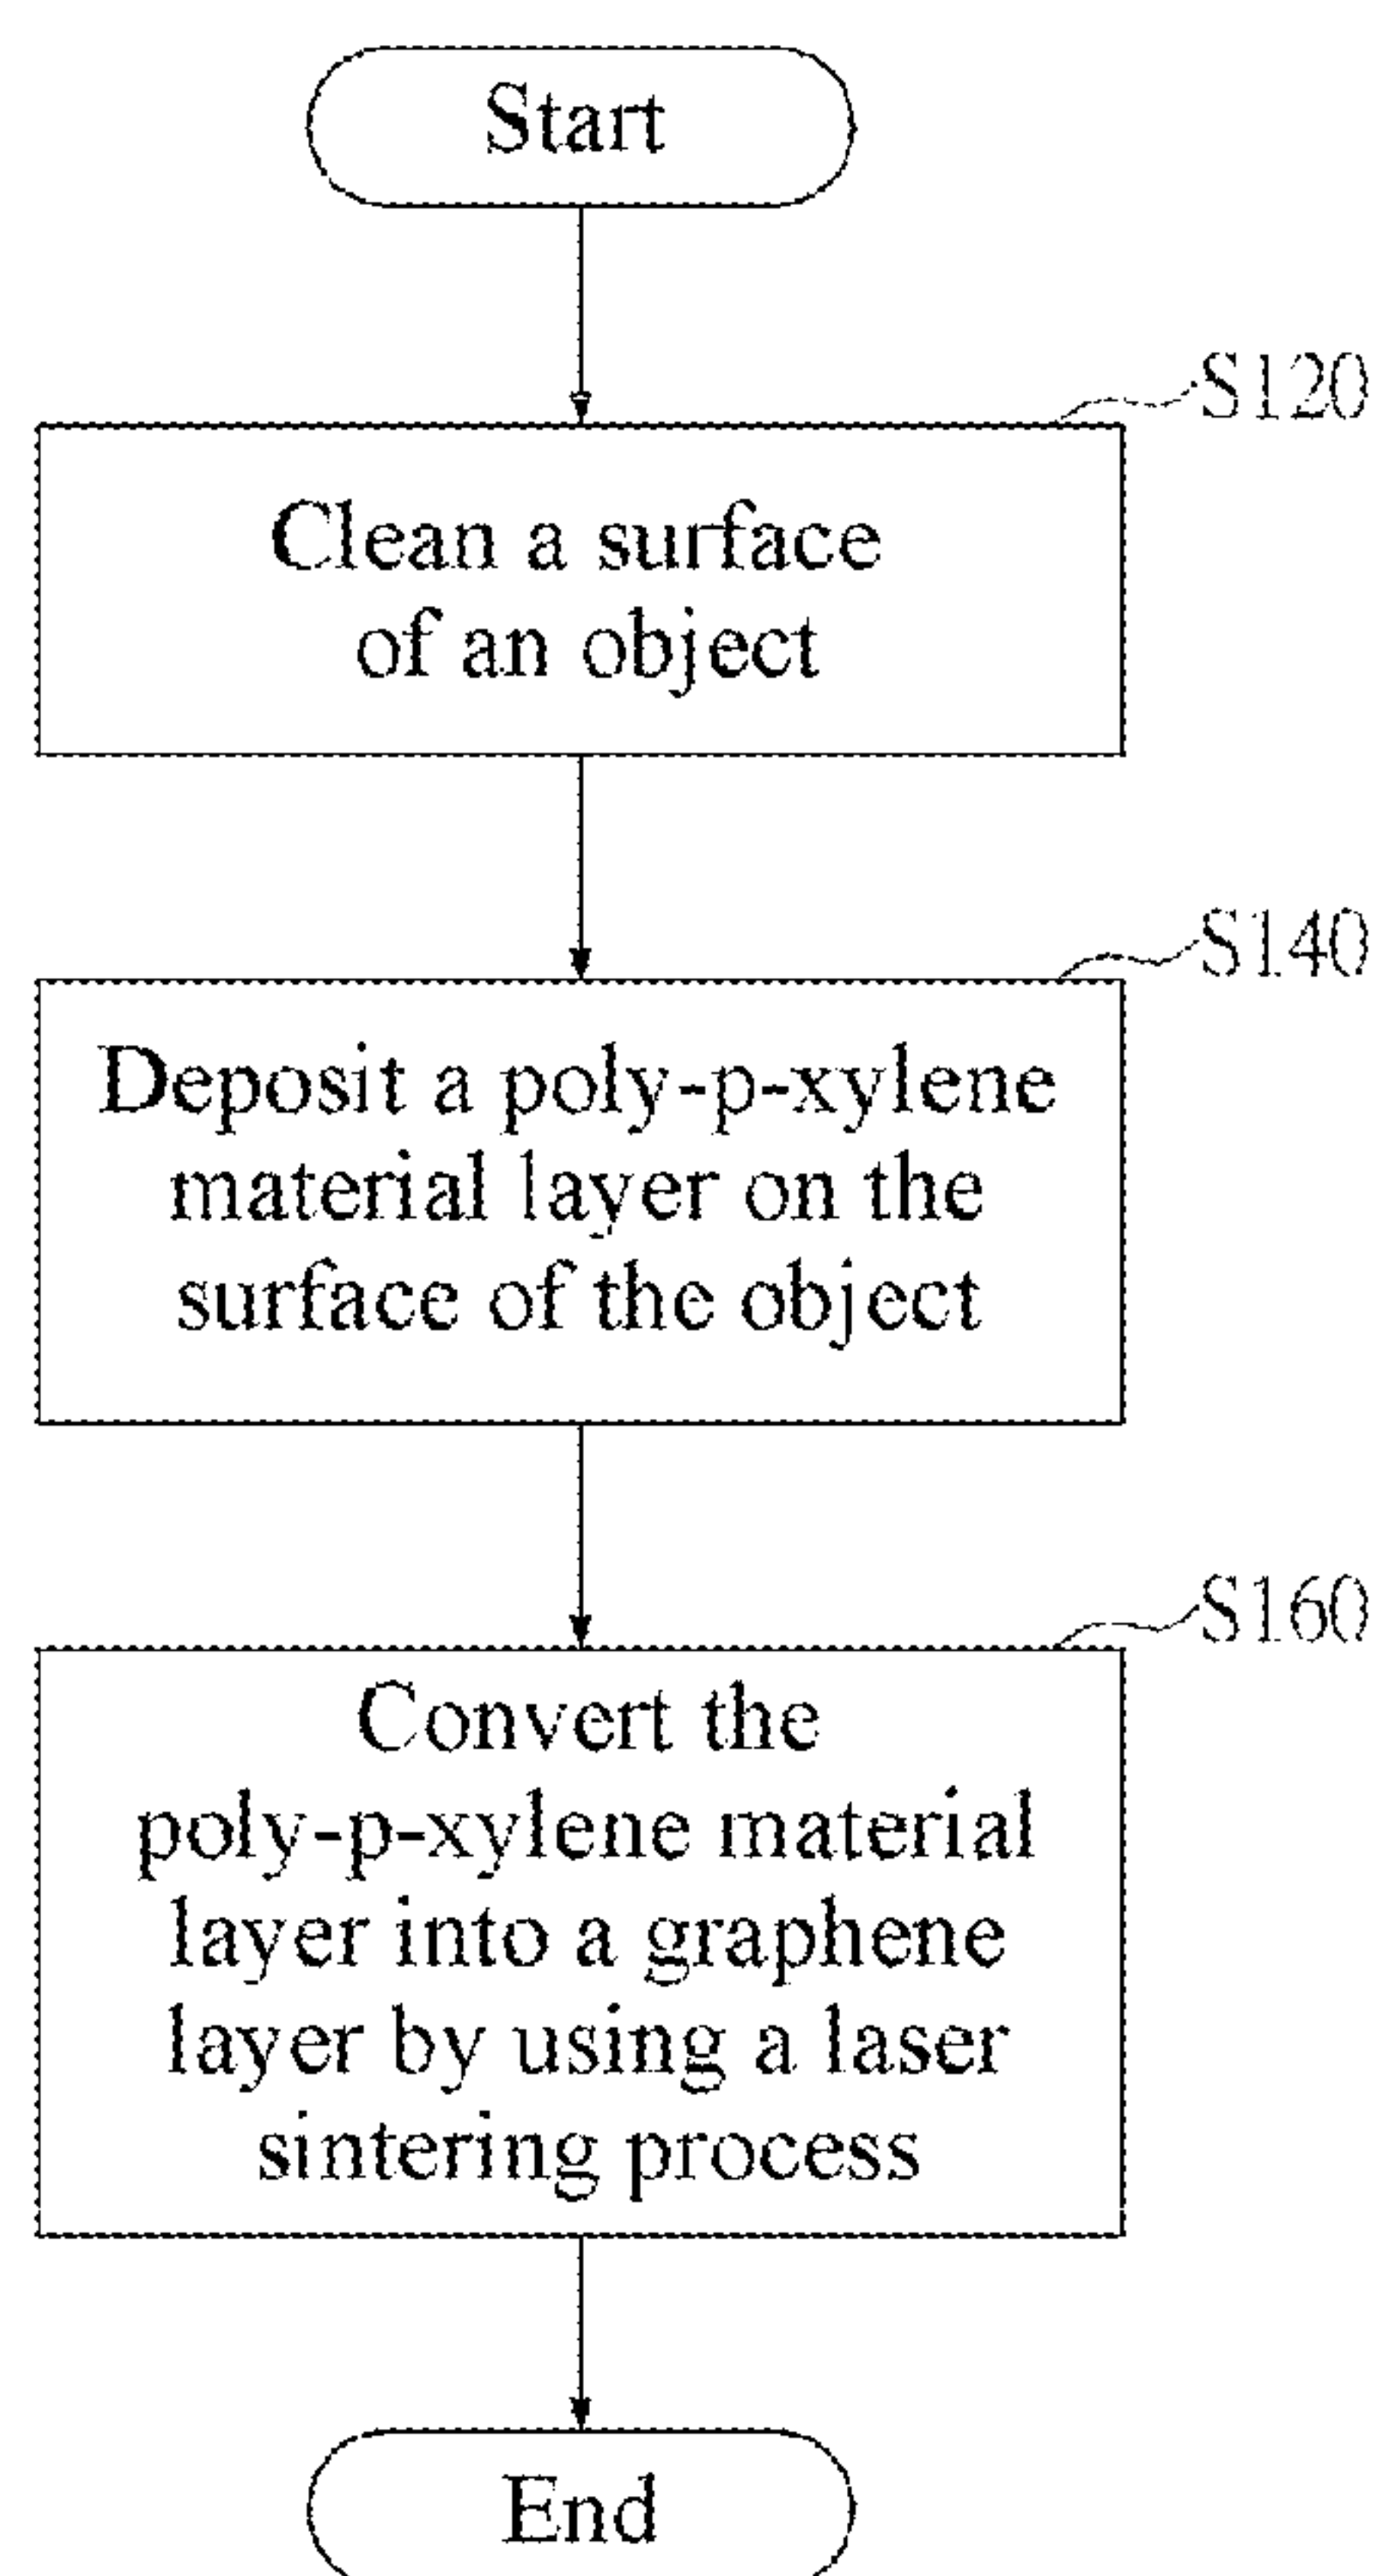 Start
S120
Clean a surface
of an object
S140
Deposit a poly-p-xylene
material layer on the
surface of the object
S160
Convert the
poly-p-xylene material
layer into a graphene
layer by using a laser
sintering process
End